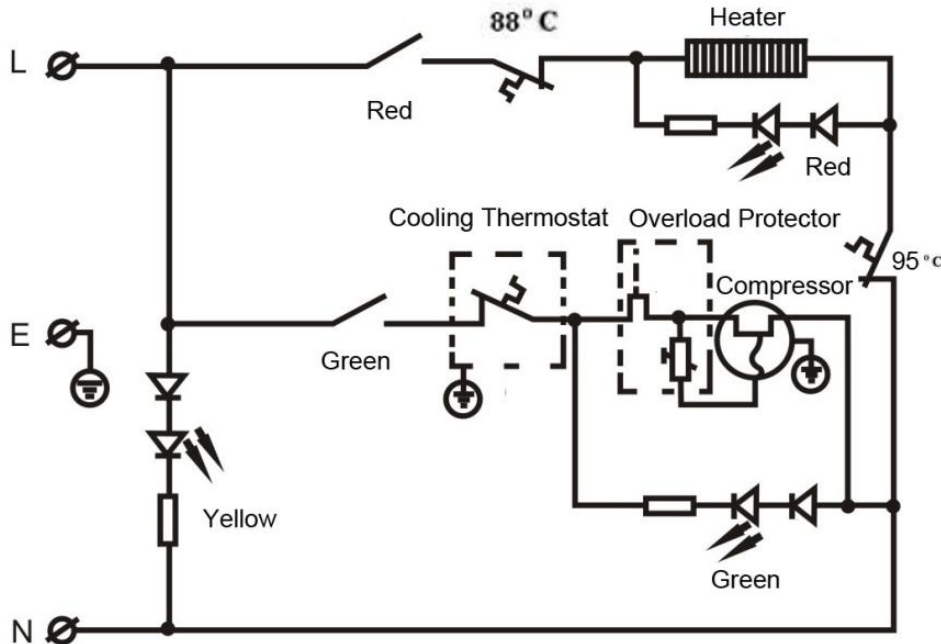 88°C
Heater
L
Red
Red
Cooling Thermostat
Overload Protector
95°C
Compressor
E
Green
Yellow
Green
N